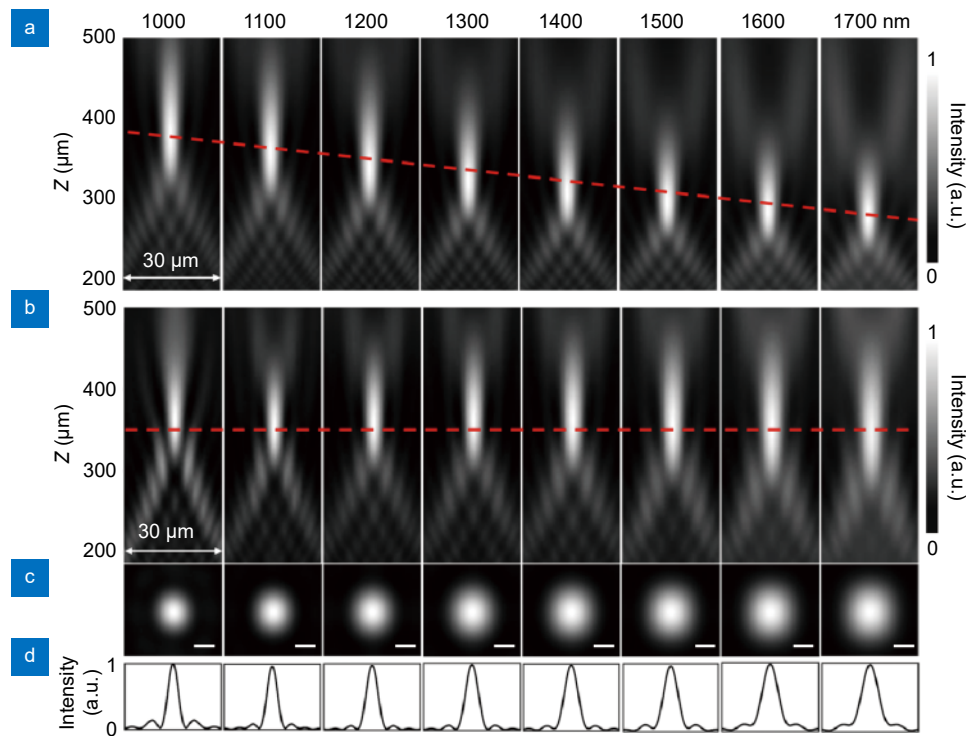 a
1000 1100 1200 1300 1400 1500 1600 1700 nm
500
400
300
200
Z (µm)
30 µm
1
0
Intensity (a.u.)
b
500
400
300
200
Z (µm)
30 µm
1
0
Intensity (a.u.)
c
d
Intensity
(a.u.)
1
0